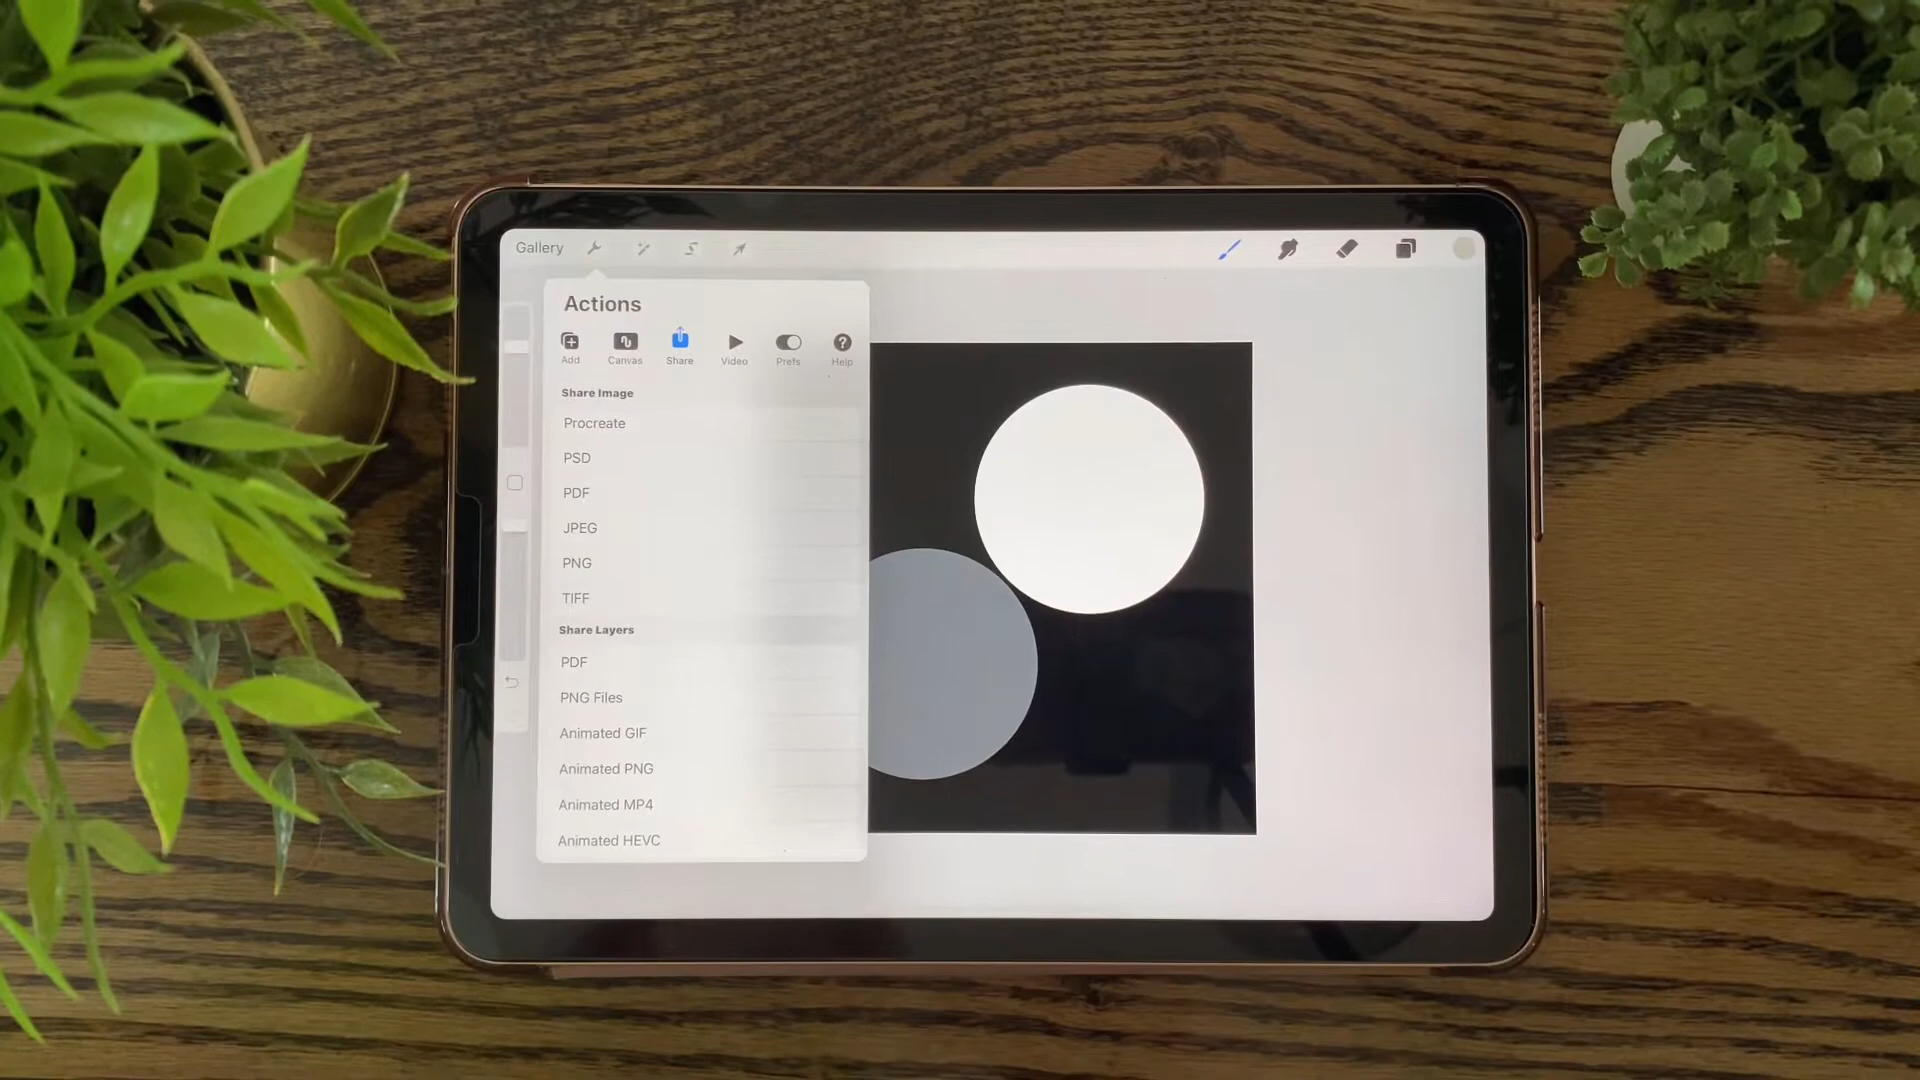 Gallery
Actions
Add Canvas Share Video Prefs Help
Share Image
Procreate
PSD
PDF
JPEG
PNG
TIFF
Share Layers
PDF
PNG Files
Animated GIF
Animated PNG
Animated MP4
Animated HEVC